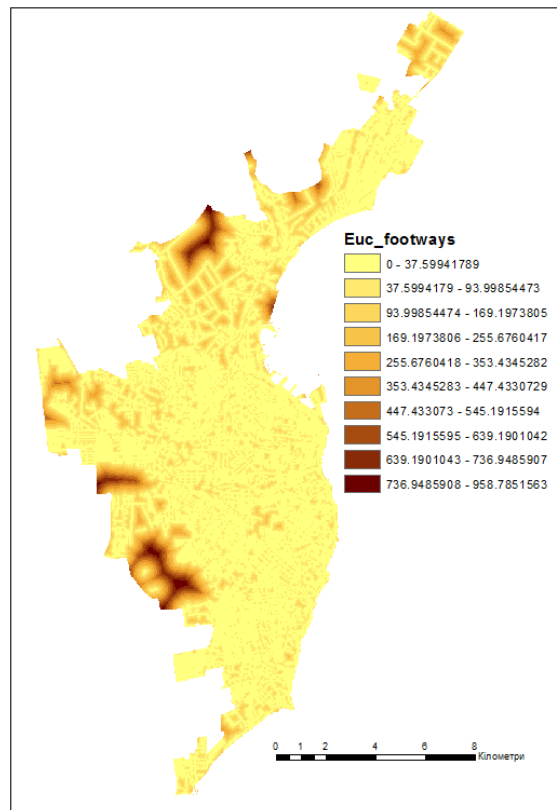 Euc_footways
0 - 37.59941789
37.5994179 - 93.99854473
93.99854474 - 169.1973805
169.1973806 - 255.6760417
255.6760418 - 353.4345282
353.4345283 - 447.4330729
447.433073 - 545.1915594
545.1915595 - 639.1901042
639.1901043 - 736.9485907
736.9485908 - 958.7851563
0 1 2 4 6 8
Кілометри